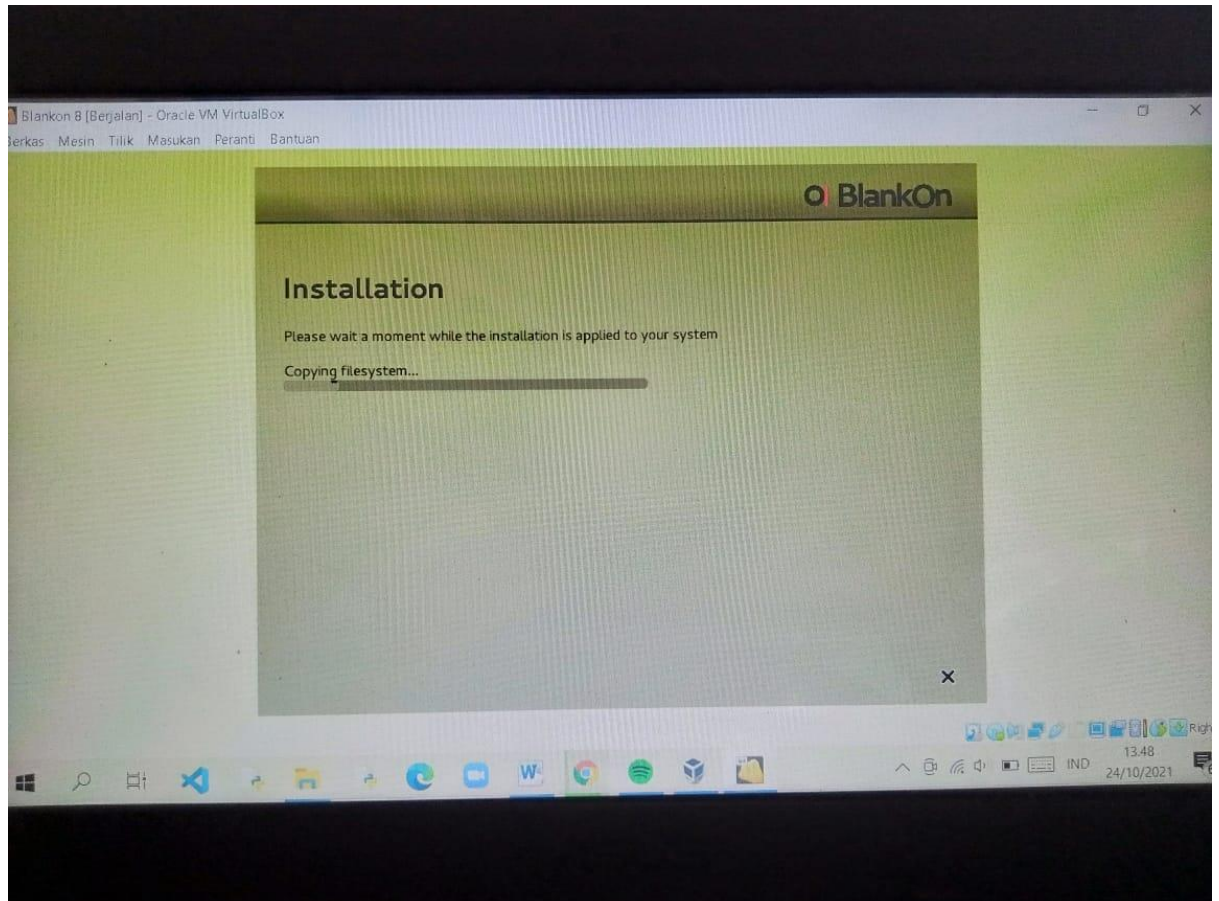 Blankon 8 [Berjalan] - Oracle VM VirtualBox
Berkas Mesin Tilik Masukan Peranti Bantuan
BlankOn
Installation
Please wait a moment while the installation is applied to your system
Copying filesystem...
Righ
13.48
IND
24/10/2021